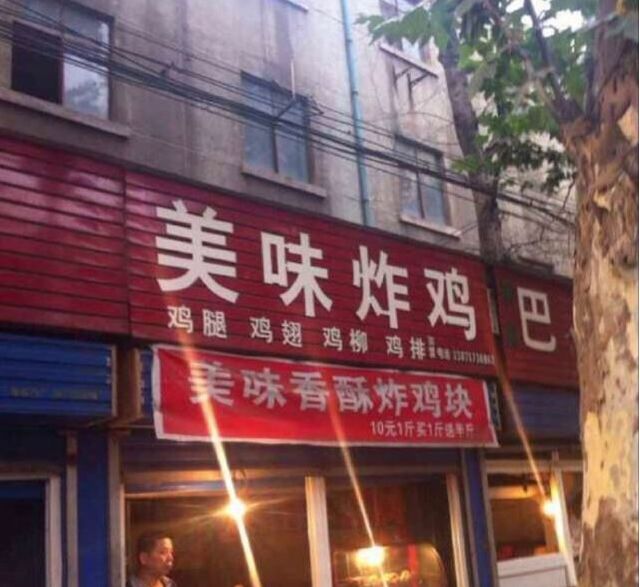 美味炸鸡
鸡腿 鸡翅 鸡柳 鸡排
巴
美味香酥炸鸡块
10元1斤买1斤送半斤